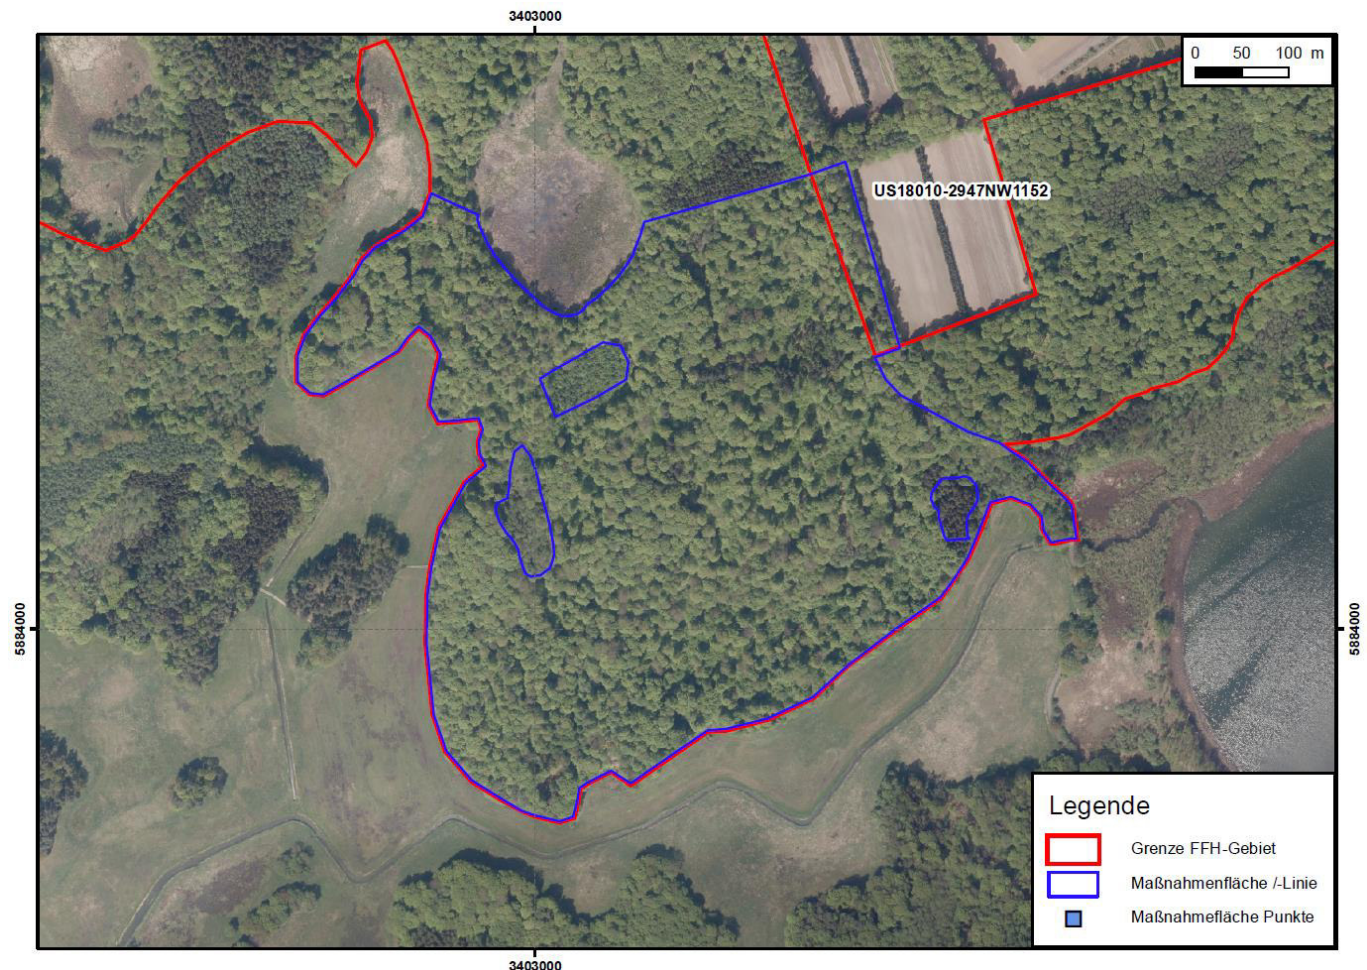 3403000
0 50 100 m
US18010-2947NW1152
5884000
5884000
Legende
Grenze FFH-Gebiet
Maßnahmenfläche /-Linie
Maßnahmefläche Punkte
3403000